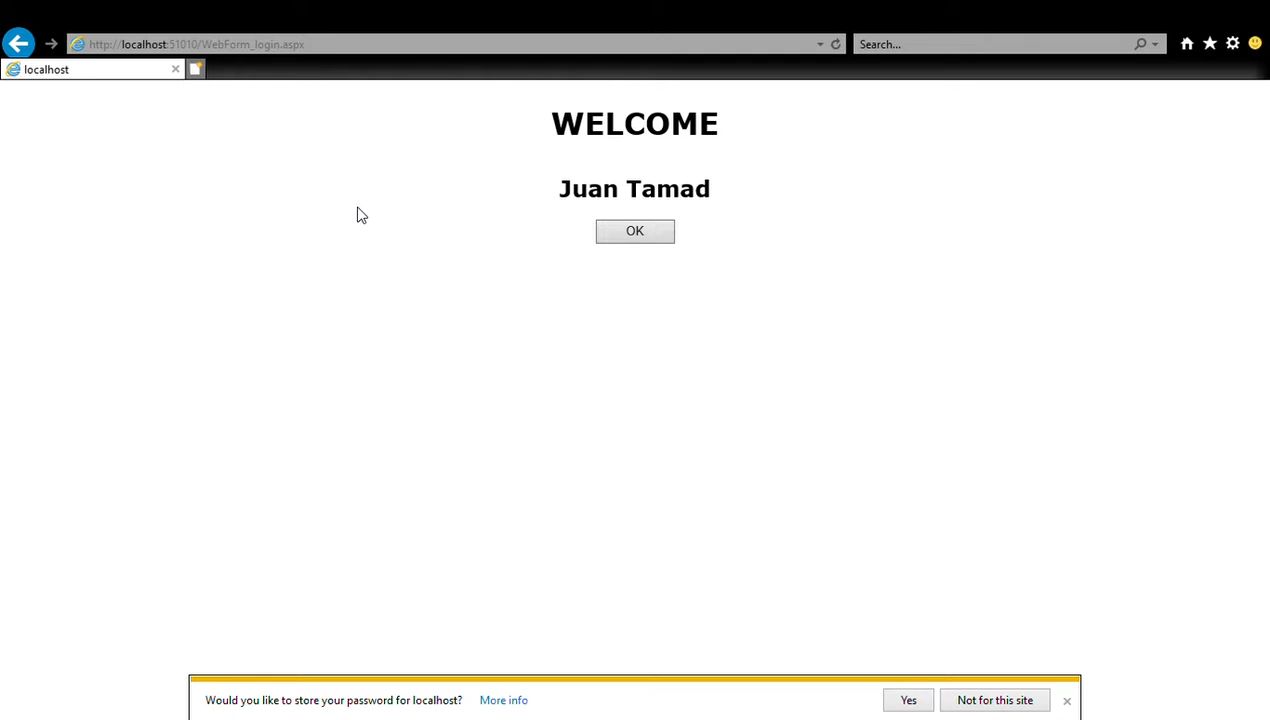 http://localhost:51010/WebForm_login.aspx
Search...
localhost
WELCOME
Juan Tamad
OK
Would you like to store your password for localhost? More info Yes Not for this site